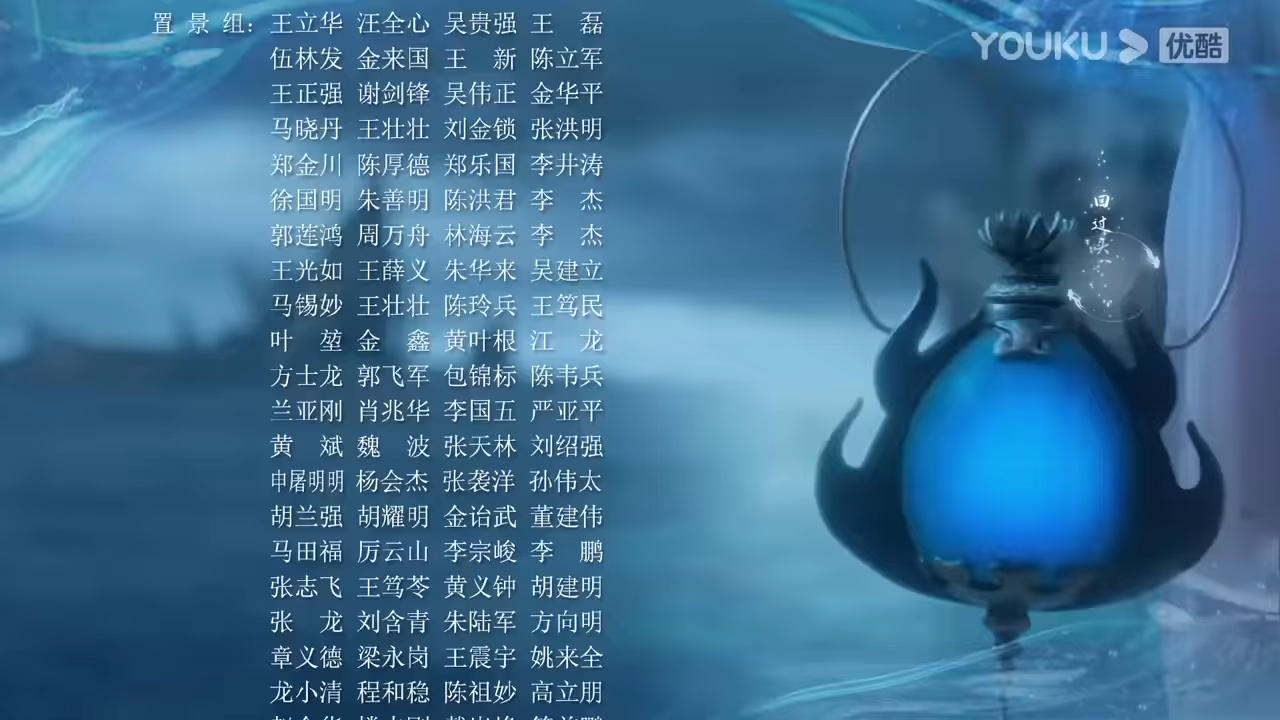 置景组：王立华 汪全心 吴贵强 王 磊
伍林发 金来国 王 新 陈立军
王正强 谢剑锋 吴伟正 金华平
马晓丹 王壮壮 刘金锁 张洪明
郑金川 陈厚德 郑乐国 李井涛
徐国明 朱善明 陈洪君 李 杰
郭莲鸿 周万舟 林海云 李 杰
王光如 王薛义 朱华来 吴建立
马锡妙 王壮壮 陈玲兵 王笃民
叶 堃 金 鑫 黄叶根 江 龙
方士龙 郭飞军 包锦标 陈韦兵
兰亚刚 肖兆华 李国五 严亚平
黄 斌 魏 波 张天林 刘绍强
申屠明明 杨会杰 张袭洋 孙伟太
胡兰强 胡耀明 金诒武 董建伟
马田福 厉云山 李宗峻 李 鹏
张志飞 王笃苓 黄义钟 胡建明
张 龙 刘含青 朱陆军 方向明
章义德 梁永岗 王震宇 姚来全
龙小清 程和稳 陈祖妙 高立朋
YOUKU 优酷
回过头